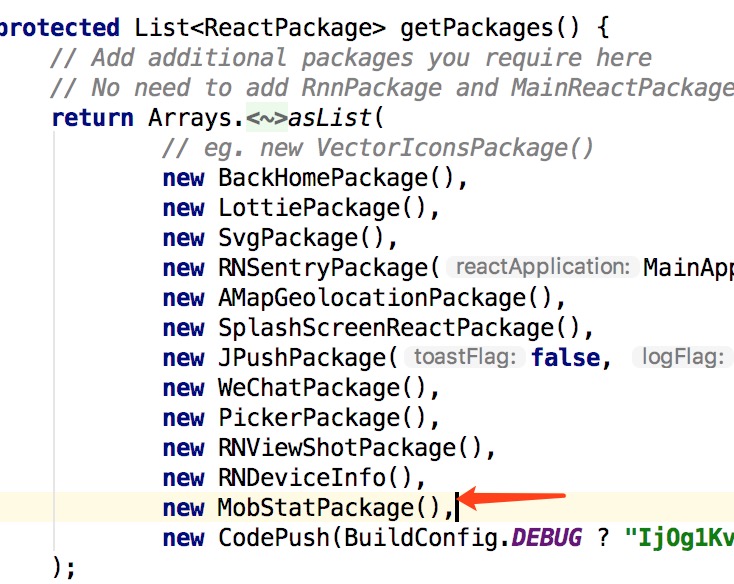 protected List<ReactPackage> getPackages() {
// Add additional packages you require here
// No need to add RnnPackage and MainReactPackage
return Arrays.<~>asList(
// eg. new VectorIconsPackage()
new BackHomePackage(),
new LottiePackage(),
new SvgPackage(),
new RNSentryPackage( reactApplication: MainApp
new AMapGeolocationPackage(),
new SplashScreenReactPackage(),
new JPushPackage( toastFlag: false, logFlag:
new WeChatPackage(),
new PickerPackage(),
new RNViewShotPackage(),
new RNDeviceInfo(),
new MobStatPackage(),
new CodePush(BuildConfig.DEBUG ? "IjOg1Kv
);